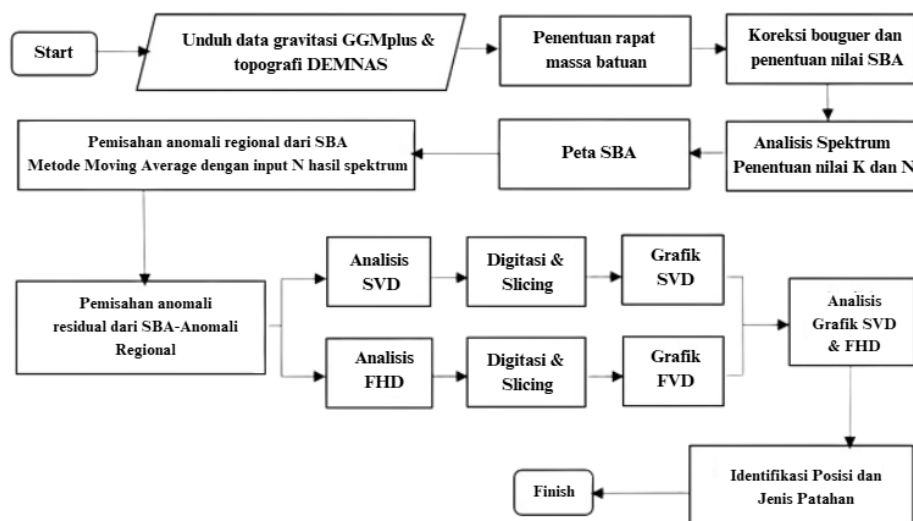 Start
Unduh data gravitasi GGMplus &
topografi DEMNAS
Penentuan rapat
massa batuan
Koreksi bouguer dan
penentuan nilai SBA
Analisis Spektrum
Penentuan nilai K dan N
Peta SBA
Pemisahan anomali regional dari SBA
Metode Moving Average dengan input N hasil spektrum
Pemisahan anomali
residual dari SBA-Anomali
Regional
Analisis
SVD
Digitasi &
Slicing
Grafik
SVD
Analisis
FHD
Digitasi &
Slicing
Grafik
FVD
Analisis
Grafik SVD
& FHD
Identifikasi Posisi dan
Jenis Patahan
Finish